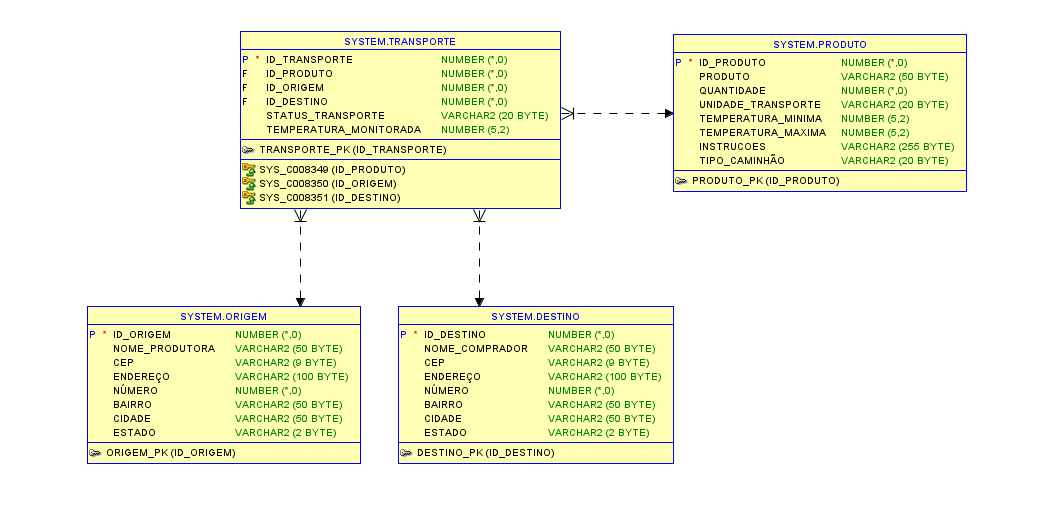 SYSTEM.TRANSPORTE
P * ID_TRANSPORTE NUMBER (*,0)
F ID_PRODUTO NUMBER (*,0)
F ID_ORIGEM NUMBER (*,0)
F ID_DESTINO NUMBER (*,0)
STATUS_TRANSPORTE VARCHAR2 (20 BYTE)
TEMPERATURA_MONITORADA NUMBER (5,2)
TRANSPORTE_PK (ID_TRANSPORTE)
SYS_C008349 (ID_PRODUTO)
SYS_C008350 (ID_ORIGEM)
SYS_C008351 (ID_DESTINO)
SYSTEM.PRODUTO
P * ID_PRODUTO NUMBER (*,0)
PRODUTO VARCHAR2 (50 BYTE)
QUANTIDADE NUMBER (*,0)
UNIDADE_TRANSPORTE VARCHAR2 (20 BYTE)
TEMPERATURA_MINIMA NUMBER (5,2)
TEMPERATURA_MAXIMA NUMBER (5,2)
INSTRUCOES VARCHAR2 (255 BYTE)
TIPO_CAMINHÃO VARCHAR2 (20 BYTE)
PRODUTO_PK (ID_PRODUTO)
SYSTEM.ORIGEM
P * ID_ORIGEM NUMBER (*,0)
NOME_PRODUTORA VARCHAR2 (50 BYTE)
CEP VARCHAR2 (9 BYTE)
ENDEREÇO VARCHAR2 (100 BYTE)
NÚMERO NUMBER (*,0)
BAIRRO VARCHAR2 (50 BYTE)
CIDADE VARCHAR2 (50 BYTE)
ESTADO VARCHAR2 (2 BYTE)
ORIGEM_PK (ID_ORIGEM)
SYSTEM.DESTINO
P * ID_DESTINO NUMBER (*,0)
NOME_COMPRADOR VARCHAR2 (50 BYTE)
CEP VARCHAR2 (9 BYTE)
ENDEREÇO VARCHAR2 (100 BYTE)
NÚMERO NUMBER (*,0)
BAIRRO VARCHAR2 (50 BYTE)
CIDADE VARCHAR2 (50 BYTE)
ESTADO VARCHAR2 (2 BYTE)
DESTINO_PK (ID_DESTINO)